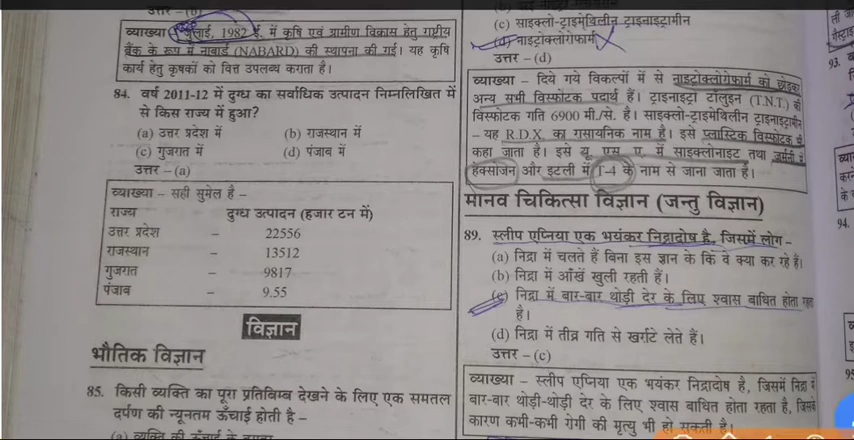 उत्तर –(b)
व्याख्या – जुलाई, 1982 ई. में कृषि एवं ग्रामीण विकास हेतु राष्ट्रीय
बैंक के रूप में नाबार्ड (NABARD) की स्थापना की गई। यह कृषि
कार्य हेतु कृषकों को वित्त उपलब्ध कराता है।
84. वर्ष 2011-12 में दुग्ध का सर्वाधिक उत्पादन निम्नलिखित में
से किस राज्य में हुआ?
(a) उत्तर प्रदेश में (b) राजस्थान में
(c) गुजरात में (d) पंजाब में
उत्तर –(a)
व्याख्या – सही सुमेल है –
राज्य दुग्ध उत्पादन (हजार टन में)
उत्तर प्रदेश – 22556
राजस्थान – 13512
गुजरात – 9817
पंजाब – 9.55
विज्ञान
भौतिक विज्ञान
85. किसी व्यक्ति का पूरा प्रतिबिम्ब देखने के लिए एक समतल
दर्पण की न्यूनतम ऊँचाई होती है –
(a) व्यक्ति की ऊँचाई के
(c) साइक्लो-ट्राइमेथिलीन ट्राइनाइट्रामीन
(d) नाइट्रोक्लोरोफार्म
उत्तर –(d)
व्याख्या – दिये गये विकल्पों में से नाइट्रोक्लोरोफार्म को छोड़कर
अन्य सभी विस्फोटक पदार्थ हैं। ट्राइनाइट्रा टॉलुइन (T.N.T.) की
विस्फोटक गति 6900 मी./से. है। साइक्लो-ट्राइमेथिलीन ट्राइनाइट्रामीन
– यह R.D.X. का रासायनिक नाम है। इसे प्लास्टिक विस्फोटक भी
कहा जाता है। इसे यू. एस. ए. में साइक्लोनाइट तथा जर्मनी में
हेक्सोजन और इटली में T-4 के नाम से जाना जाता है।
मानव चिकित्सा विज्ञान (जन्तु विज्ञान)
89. स्लीप एप्निया एक भयंकर निद्रादोष है, जिसमें लोग –
(a) निद्रा में चलते हैं बिना इस ज्ञान के कि वे क्या कर रहे हैं।
(b) निद्रा में आँखें खुली रहती हैं।
(c) निद्रा में बार-बार थोड़ी देर के लिए श्वास बाधित होता रहता
है।
(d) निद्रा में तीव्र गति से खर्राटे लेते हैं।
उत्तर –(c)
व्याख्या – स्लीप एप्निया एक भयंकर निद्रादोष है, जिसमें निद्रा में
बार-बार थोड़ी-थोड़ी देर के लिए श्वास बाधित होता रहता है, जिसके
कारण कभी-कभी रोगी की मृत्यु भी हो सकती है।
93.
94.
95